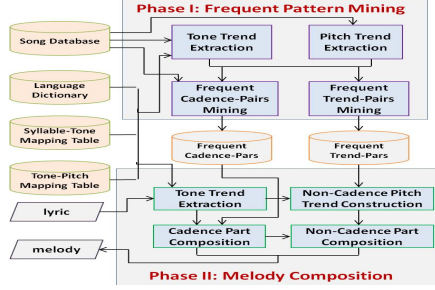 Phase I: Frequent Pattern Mining
Song Database
Tone Trend
Extraction
Pitch Trend
Extraction
Language
Dictionary
Frequent
Cadence-Pairs
Mining
Frequent
Trend-Pairs
Mining
Syllable-Tone
Mapping Table
Frequent
Cadence-Pars
Frequent
Trend-Pars
Tone-Pitch
Mapping Table
lyric
Tone Trend
Extraction
Non-Cadence Pitch
Trend Construction
melody
Cadence Part
Composition
Non-Cadence Part
Composition
Phase II: Melody Composition